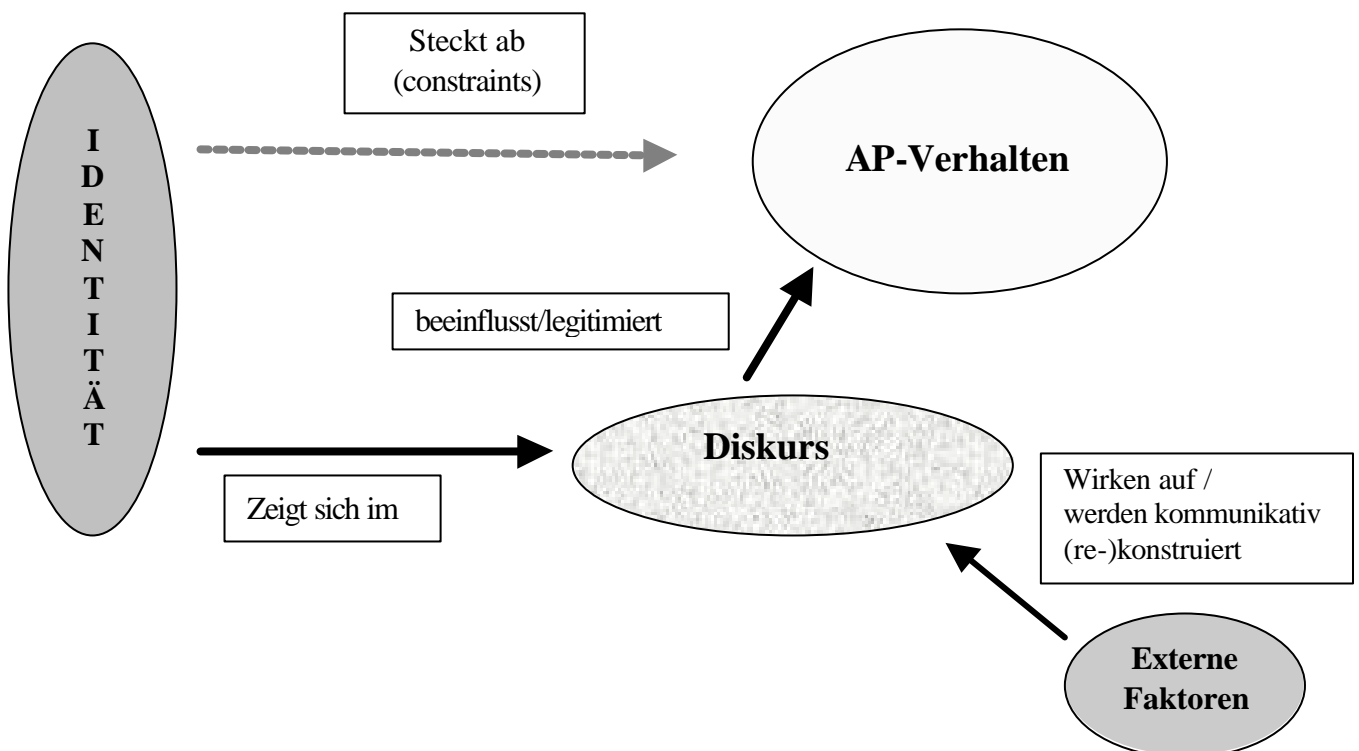 Steckt ab
(constraints)
I
D
E
N
T
I
T
Ä
T
AP-Verhalten
beeinflusst/legitimiert
Diskurs
Zeigt sich im
Wirken auf /
werden kommunikativ
(re-)konstruiert
Externe
Faktoren